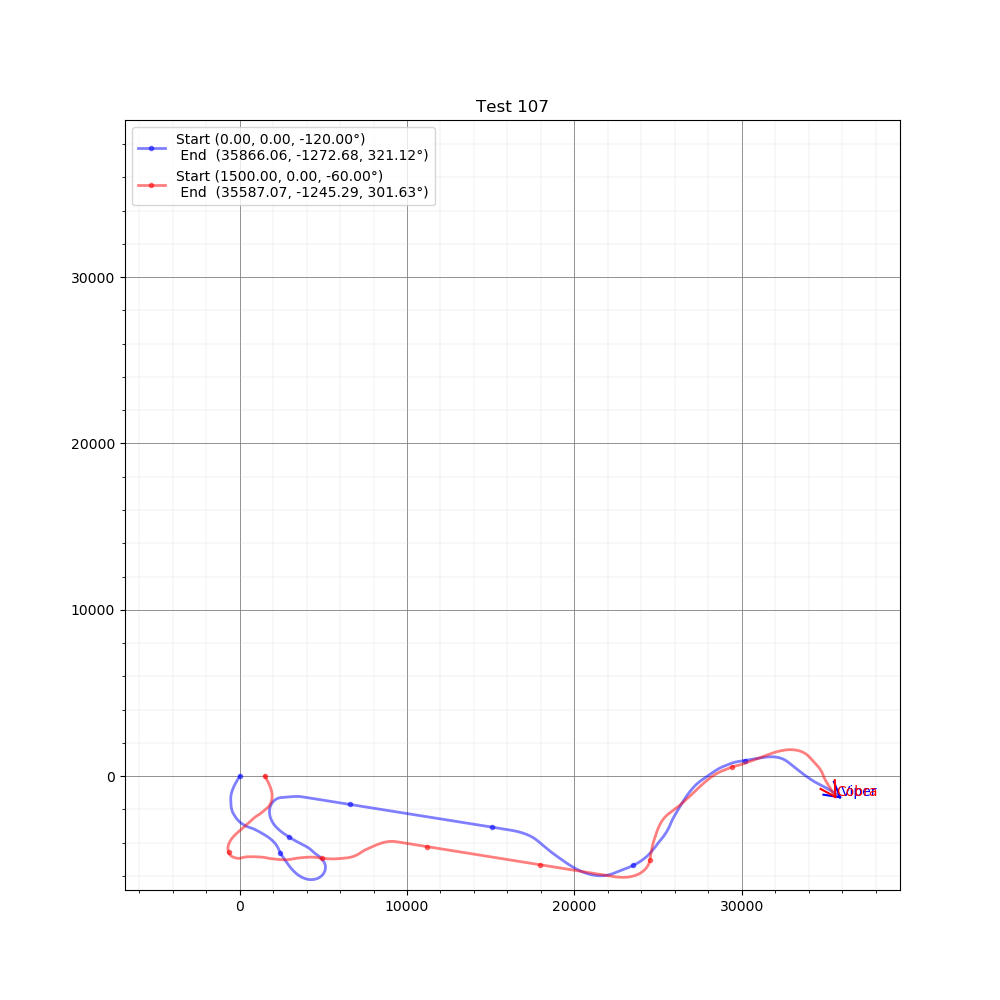 Test 107
Start (0.00, 0.00, -120.00°)
End (35866.06, -1272.68, 321.12°)
Start (1500.00, 0.00, -60.00°)
End (35587.07, -1245.29, 301.63°)
30000
20000
10000
0
Viper
Cobra
0
10000
20000
30000